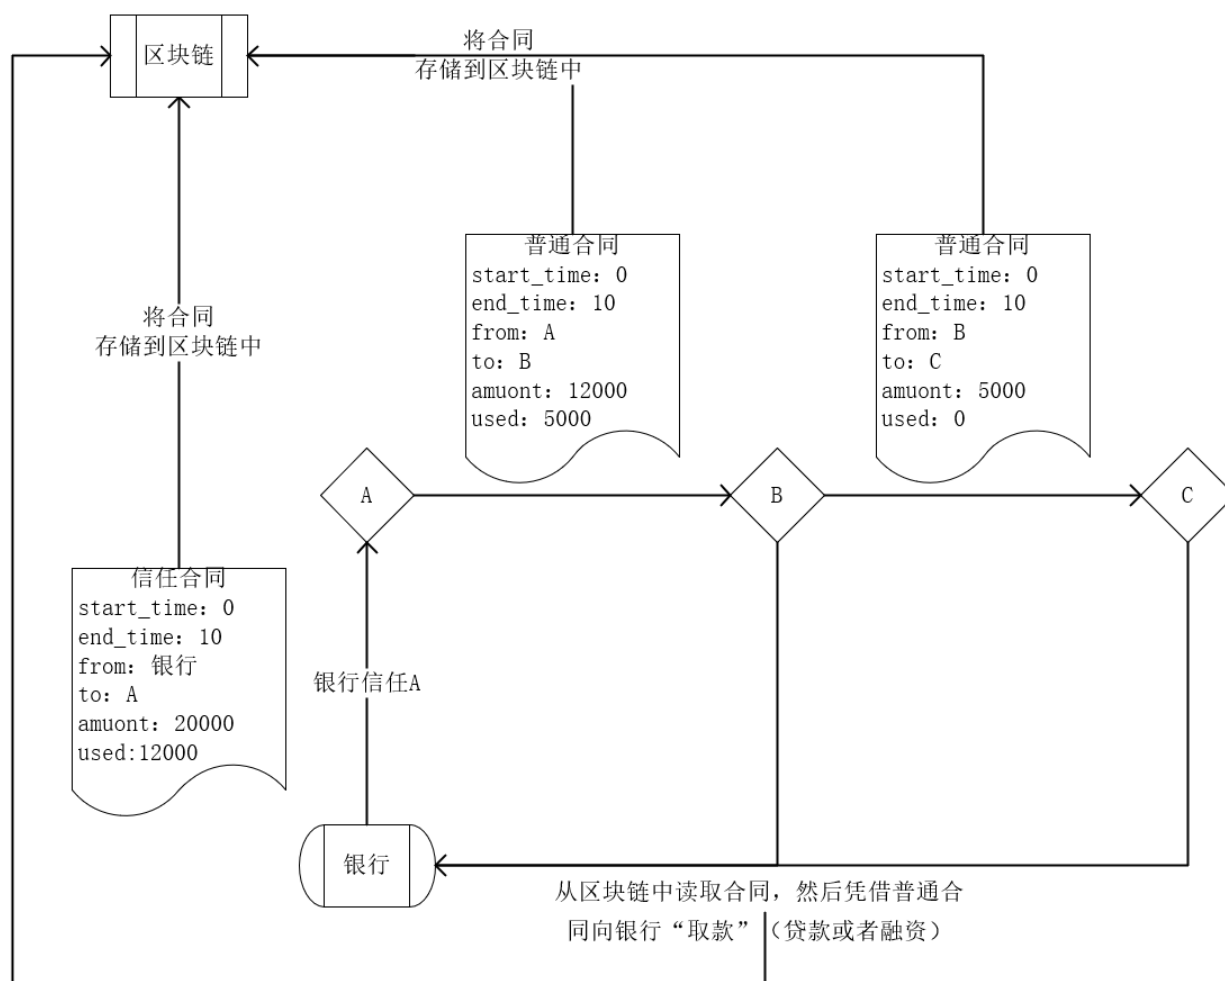 区块链
将合同
存储到区块链中
普通合同
start_time: 0
end_time: 10
from: A
to: B
amuont: 12000
used: 5000
普通合同
start_time: 0
end_time: 10
from: B
to: C
amuont: 5000
used: 0
将合同
存储到区块链中
A
B
C
信任合同
start_time: 0
end_time: 10
from: 银行
to: A
amuont: 20000
used:12000
银行信任A
银行
从区块链中读取合同，然后凭借普通合
同向银行“取款”（贷款或者融资）